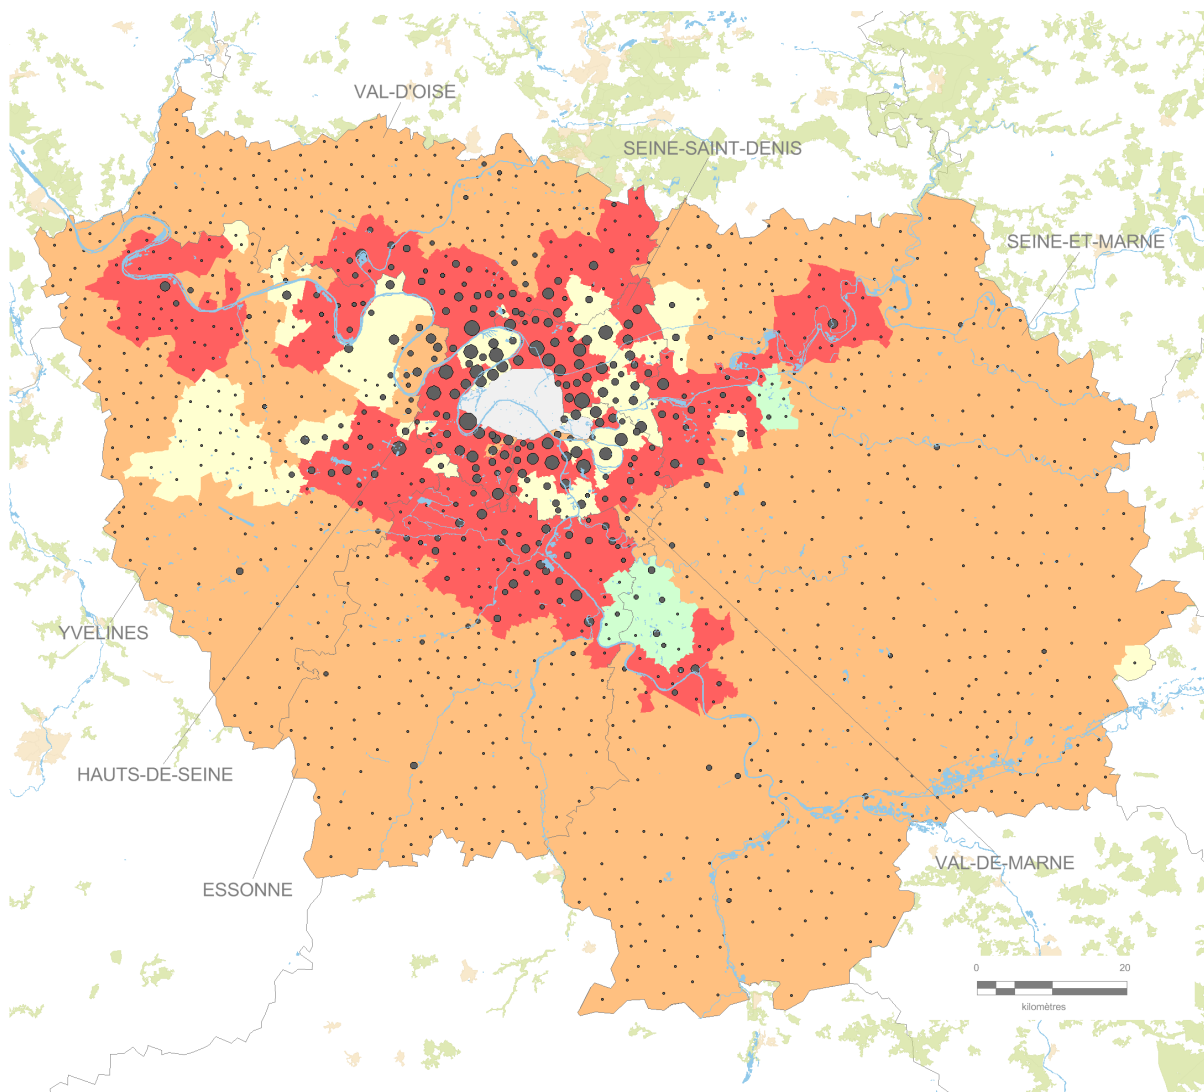 VAL-D'OISE
SEINE-SAINT-DENIS
SEINE-ET-MARNE
YVELINES
HAUTS-DE-SEINE
ESSONNE
VAL-DE-MARNE
0 20
kilomètres